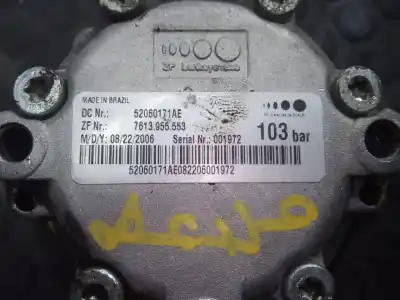 ZF Lenksysteme
MADE IN BRAZIL
DC Nr.: 52060171AE
ZF Nr.: 7613.955.553
103 bar
M/D/Y: 08/22/2006 Serial Nr.: 001972
52060171AE082206001972